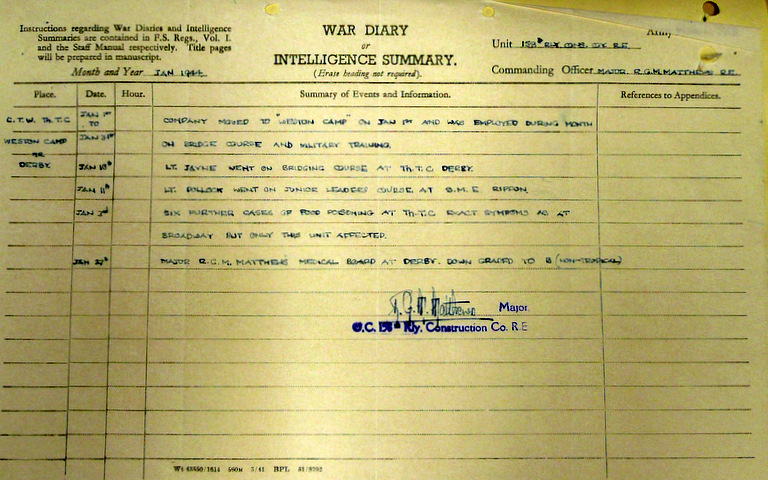 Instructions regarding War Diaries and Intelligence
Summaries are contained in F.S. Regs., Vol. I.
and the Staff Manual respectively. Title pages
will be prepared in manuscript.
Month and Year JAN 1944.
WAR DIARY
or
INTELLIGENCE SUMMARY.
(Erase heading not required).
Army
Unit 158th RLY. CONS. COY R.E.
Commanding Officer MAJOR. R.G.M. MATTHEWS R.E.
Place. Date. Hour. Summary of Events and Information. References to Appendices.
C.T.W. Th.T.C JAN 1st TO COMPANY MOVED TO "WESTON CAMP" ON JAN 1st AND WAS EMPLOYED DURING MONTH
WESTON CAMP JAN 31st ON BRIDGE COURSE AND MILITARY TRAINING.
NR DERBY. JAN 10th LT. JAYNE WENT ON BRIDGING COURSE AT Th.T.C DERBY.
JAN 11th LT. POLLOCK WENT ON JUNIOR LEADERS COURSE AT S.M.E RIPPON.
JAN 2nd SIX FURTHER CASES OF FOOD POISONING AT Th.T.C EXACT SYMPTOMS AS AT
BROADWAY BUT ONLY THIS UNIT AFFECTED.
JAN 27th MAJOR R.G.M. MATTHEWS MEDICAL BOARD AT DERBY. DOWN GRADED TO B (NON-TROPICAL)
R.G.M. Matthews Major
O.C. 158th Rly. Construction Co. R.E
Wt 43550/1614 560M 3/41 BPL 51/5792